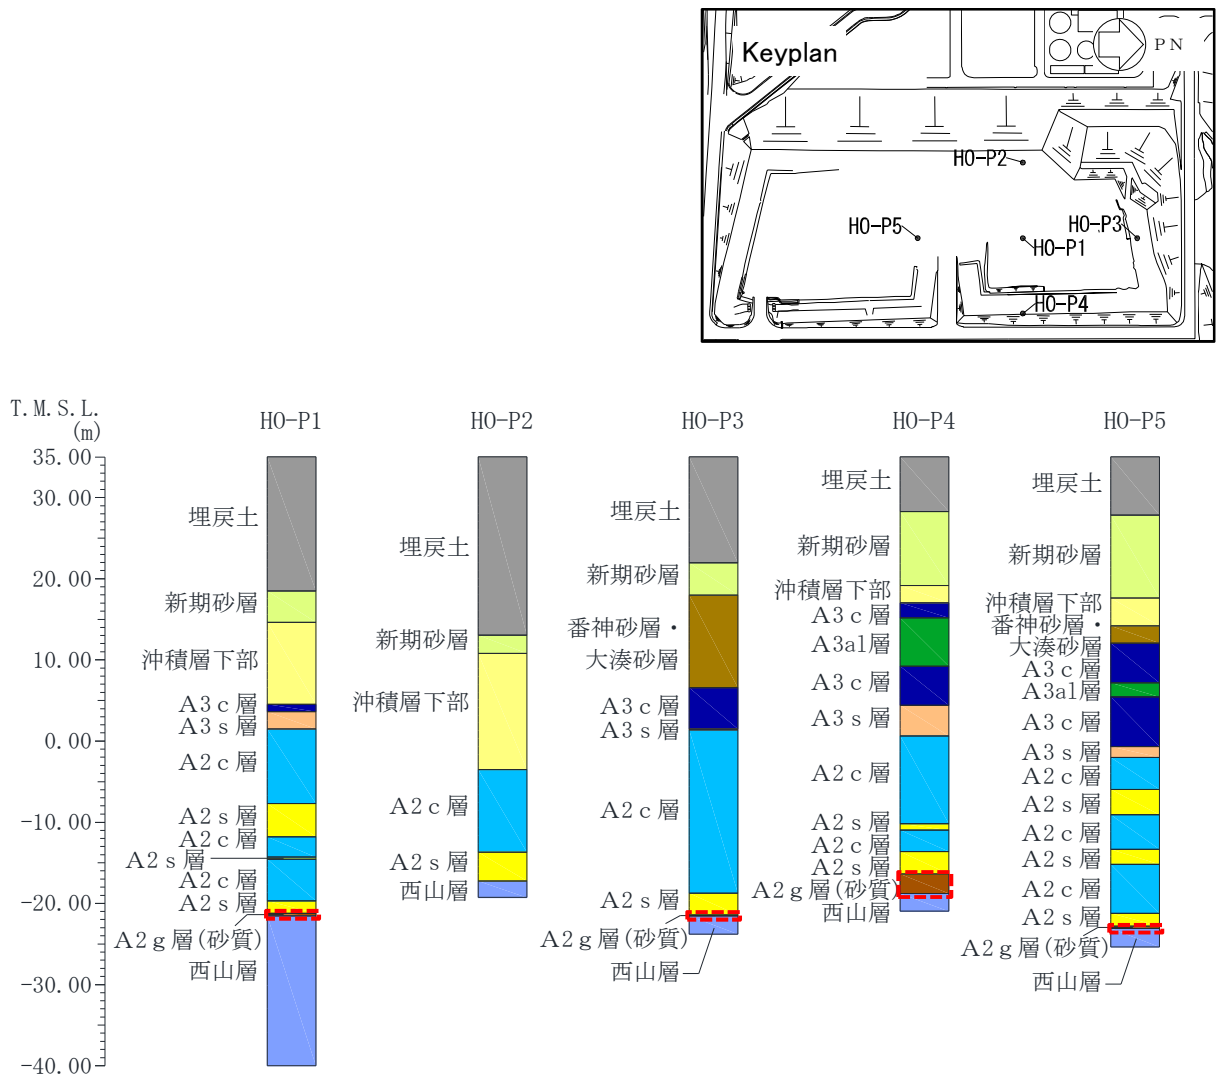 Keyplan
PN
HO-P2
HO-P5
HO-P3
HO-P1
HO-P4
T.M.S.L.
(m)
35.00
30.00
20.00
10.00
0.00
-10.00
-20.00
-30.00
-40.00
HO-P1
埋戻土
新期砂層
沖積層下部
A3c層
A3s層
A2c層
A2s層
A2c層
A2s層
A2c層
A2s層
A2g層(砂質)
西山層
HO-P2
埋戻土
新期砂層
沖積層下部
A2c層
A2s層
西山層
HO-P3
埋戻土
新期砂層
番神砂層・
大湊砂層
A3c層
A3s層
A2c層
A2s層
A2g層(砂質)
西山層
HO-P4
埋戻土
新期砂層
沖積層下部
A3c層
A3al層
A3c層
A3s層
A2c層
A2s層
A2c層
A2s層
A2g層(砂質)
西山層
HO-P5
埋戻土
新期砂層
沖積層下部
番神砂層・
大湊砂層
A3c層
A3al層
A3c層
A3s層
A2c層
A2s層
A2c層
A2s層
A2c層
A2s層
A2g層(砂質)
西山層